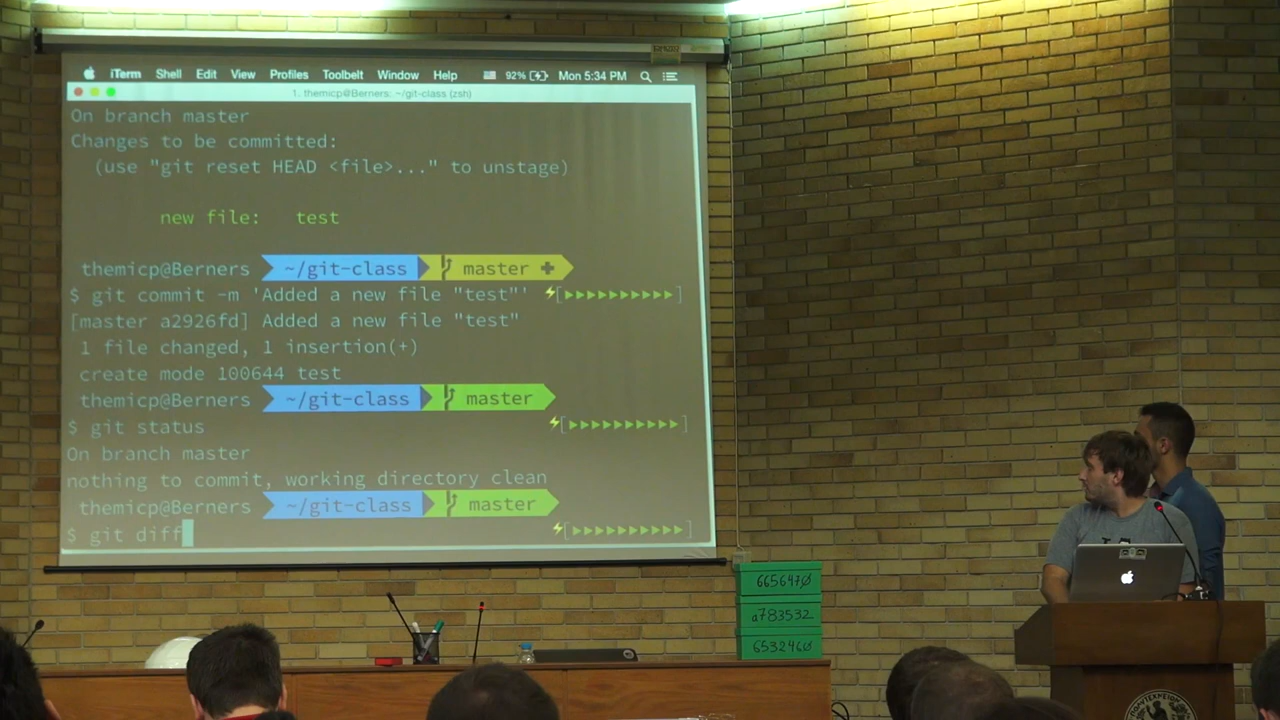 iTerm Shell Edit View Profiles Toolbelt Window Help 92% Mon 5:34 PM
1. themicp@Berners: ~/git-class (zsh)
On branch master
Changes to be committed:
(use "git reset HEAD <file>..." to unstage)
new file: test
themicp@Berners ~/git-class master
$ git commit -m 'Added a new file "test"'
[master a2926fd] Added a new file "test"
1 file changed, 1 insertion(+)
create mode 100644 test
themicp@Berners ~/git-class master
$ git status
On branch master
nothing to commit, working directory clean
themicp@Berners ~/git-class master
$ git diff
6656470
a783532
6532460